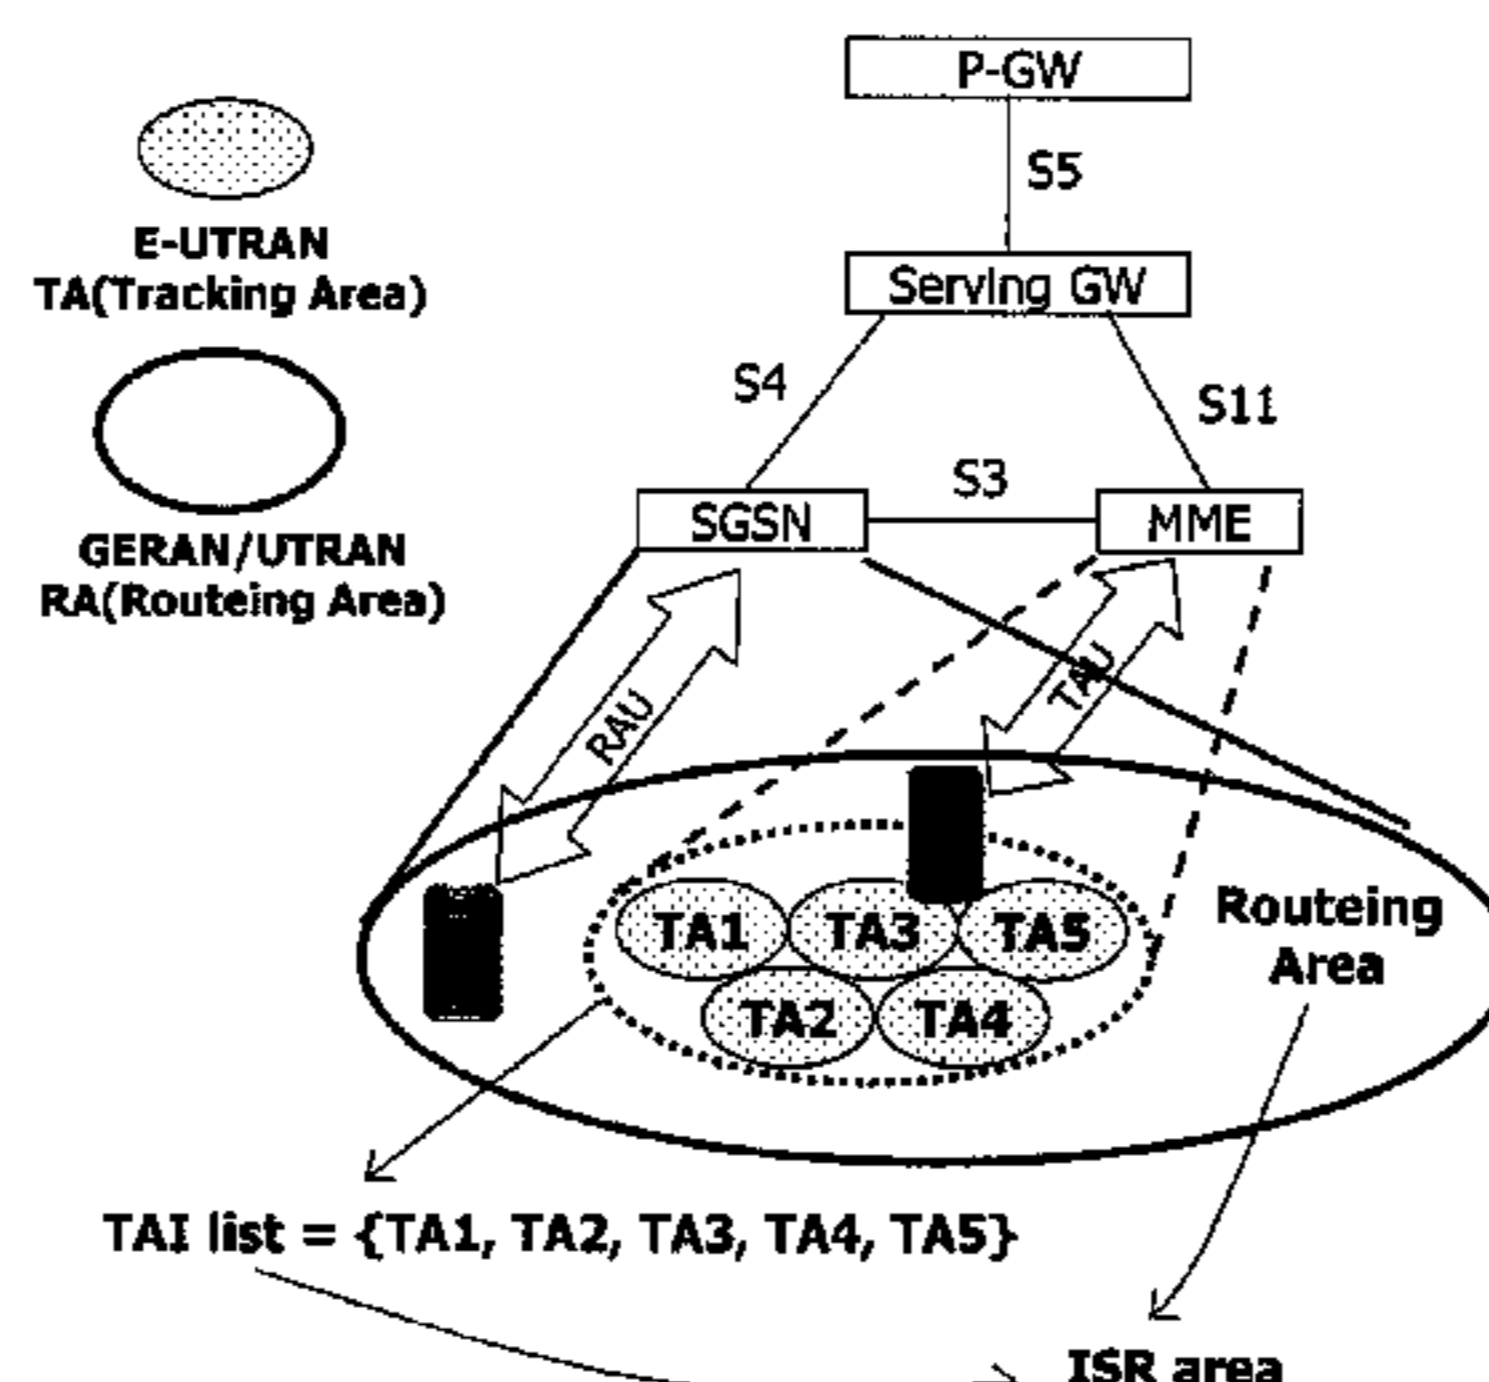 P-GW
S5
E-UTRAN
TA(Tracking Area)
Serving GW
S4
S11
S3
SGSN
MME
GERAN/UTRAN
RA(Routeing Area)
RAU
TAU
Routeing
Area
TA1
TA3
TA5
TA2
TA4
TAI list = {TA1, TA2, TA3, TA4, TA5}
ISR area